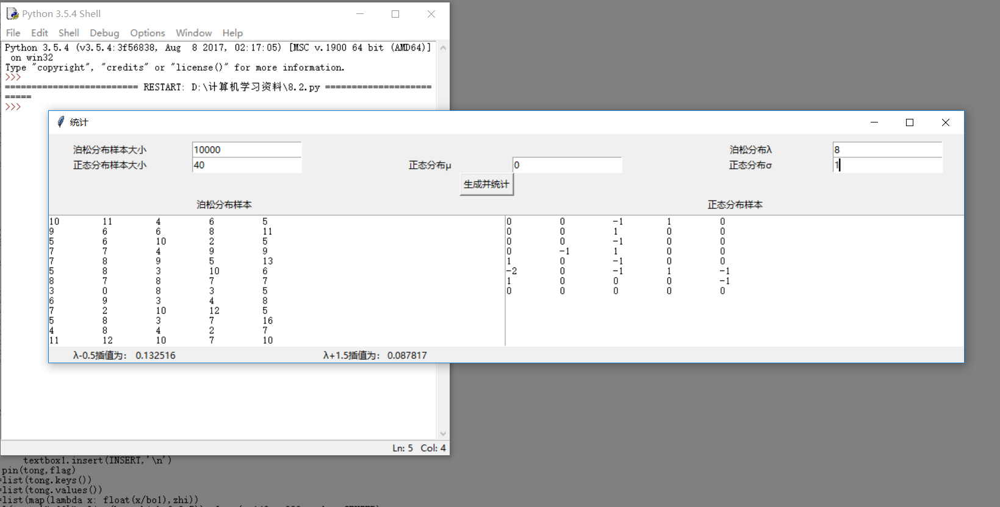 Python 3.5.4 Shell
File Edit Shell Debug Options Window Help
Python 3.5.4 (v3.5.4:3f56838, Aug  8 2017, 02:17:05) [MSC v.1900 64 bit (AMD64)]
 on win32
Type "copyright", "credits" or "license()" for more information.
>>>
========================= RESTART: D:\计算机学习资料\8.2.py ====================
=====
>>>
统计
泊松分布样本大小 10000 泊松分布λ 8
正态分布样本大小 40 正态分布μ 0 正态分布σ 1
生成并统计
泊松分布样本 正态分布样本
10 11 4 6 5 0 0 -1 1 0
9 6 6 8 11 0 0 1 0 0
5 6 10 2 5 0 0 -1 0 0
7 7 4 9 9 0 -1 1 0 0
7 8 9 5 13 1 0 -1 0 0
5 8 3 10 6 -2 0 -1 1 -1
8 7 8 7 7 1 0 0 0 -1
3 0 8 3 5 0 0 0 0 0
6 9 3 4 8
7 2 10 12 5
5 8 3 7 16
4 8 4 2 7
11 12 10 7 10
λ-0.5插值为： 0.132516 λ+1.5插值为： 0.087817
Ln: 5 Col: 4
textbox1.insert(INSERT,'\n')
pin(tong,flag)
=list(tong.keys())
=list(tong.values())
=list(map(lambda x: float(x/bo1),zhi))